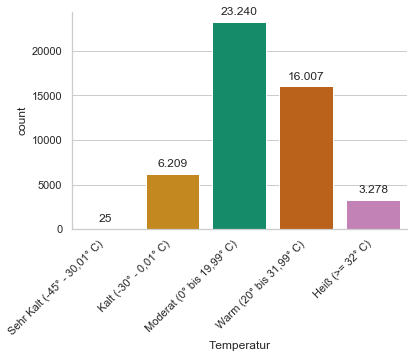 23.240
20000
16.007
15000
count
10000
6.209
5000
3.278
25
0
Sehr Kalt (-45° - 30,01° C)
Kalt (-30° - 0,01° C)
Moderat (0° bis 19,99° C)
Warm (20° bis 31,99° C)
Heiß (>= 32° C)
Temperatur